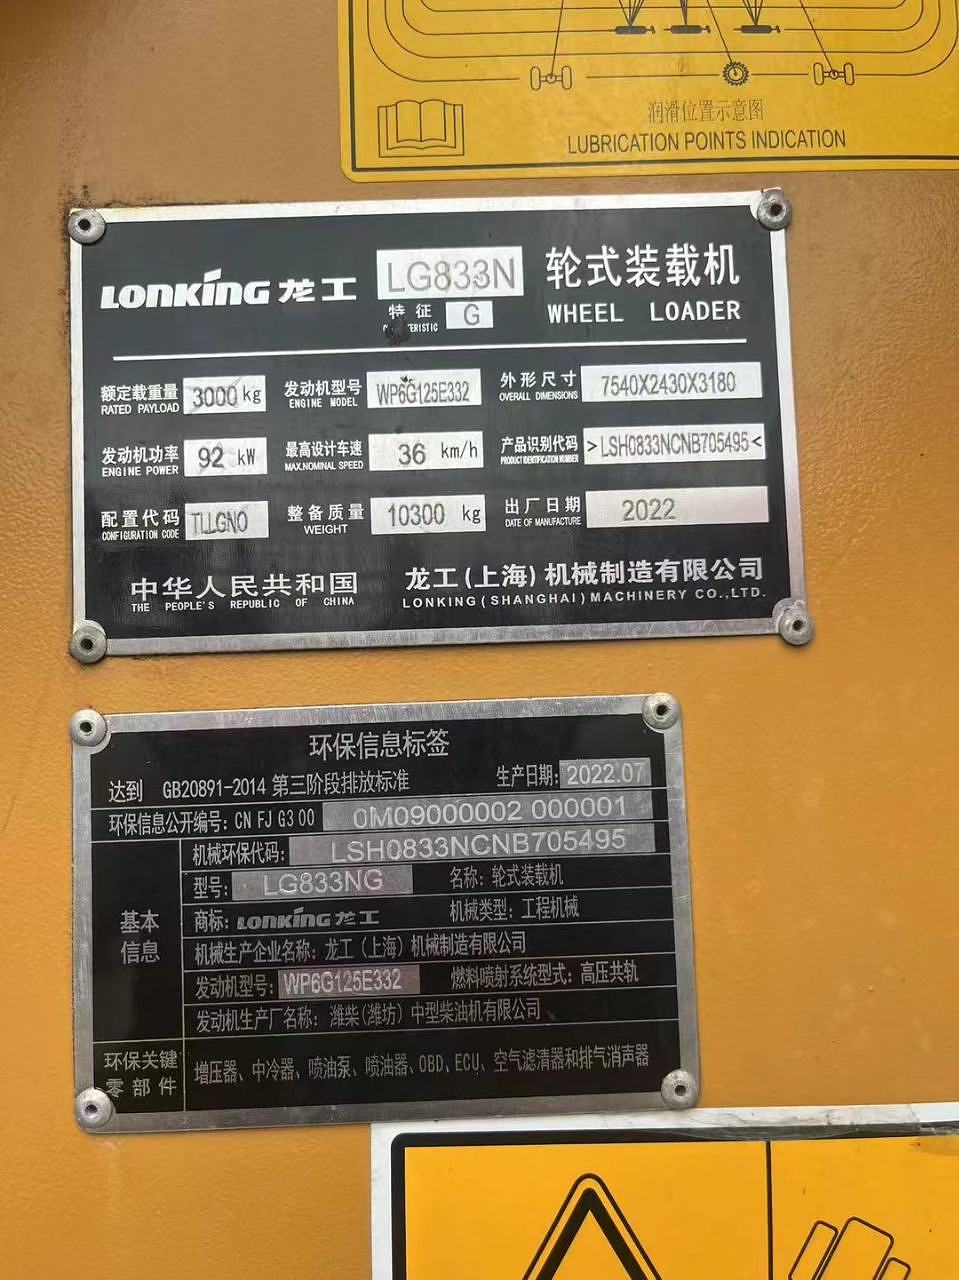 润滑位置示意图
LUBRICATION POINTS INDICATION
LONKING 龙工 LG833N 轮式装载机
特征 G WHEEL LOADER
额定载重量 3000 kg 发动机型号 WP6G125E332 外形尺寸 7540X2430X3180
RATED PAYLOAD ENGINE MODEL OVERALL DIMENSIONS
发动机功率 92 kW 最高设计车速 36 km/h 产品识别代码 >LSH0833NCNB705495<
ENGINE POWER MAX.NOMINAL SPEED PRODUCT IDENTIFICATION NUMBER
配置代码 TLLGNO 整备质量 10300 kg 出厂日期 2022
CONFIGURATION CODE WEIGHT DATE OF MANUFACTURE
中华人民共和国 龙工(上海)机械制造有限公司
THE PEOPLE'S REPUBLIC OF CHINA LONKING(SHANGHAI)MACHINERY CO.,LTD.
环保信息标签
达到 GB20891-2014 第三阶段排放标准 生产日期: 2022.07
环保信息公开编号: CN FJ G3 00 0M09000002 000001
基本信息
机械环保代码: LSH0833NCNB705495
型号: LG833NG 名称: 轮式装载机
商标: LONKING 龙工 机械类型: 工程机械
机械生产企业名称: 龙工(上海)机械制造有限公司
发动机型号: WP6G125E332 燃料喷射系统型式: 高压共轨
发动机生产厂名称: 潍柴(潍坊)中型柴油机有限公司
环保关键零部件 增压器、中冷器、喷油泵、喷油器、OBD、ECU、空气滤清器和排气消声器